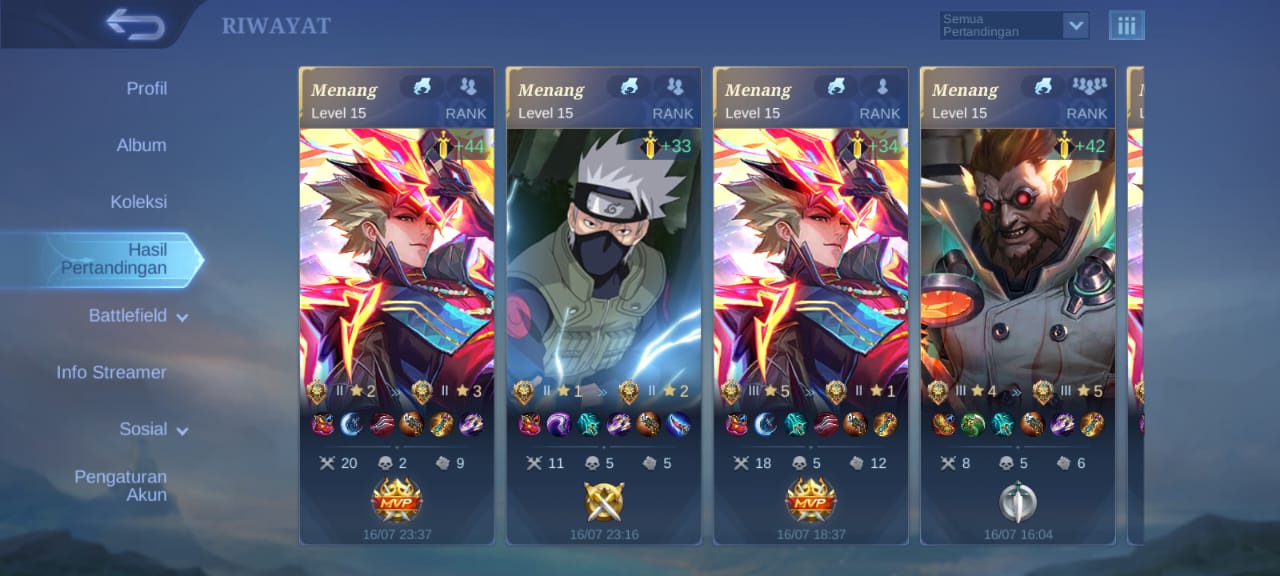 RIWAYAT
Semua
Pertandingan
Profil
Album
Koleksi
Hasil
Pertandingan
Battlefield
Info Streamer
Sosial
Pengaturan
Akun
Menang
Level 15 RANK
+44
II 2 » II 3
20 2 9
MVP
16/07 23:37
Menang
Level 15 RANK
+33
II 1 » II 2
11 5 5
16/07 23:16
Menang
Level 15 RANK
+34
III 5 » II 1
18 5 12
MVP
16/07 18:37
Menang
Level 15 RANK
+42
III 4 » III 5
8 5 6
16/07 16:04